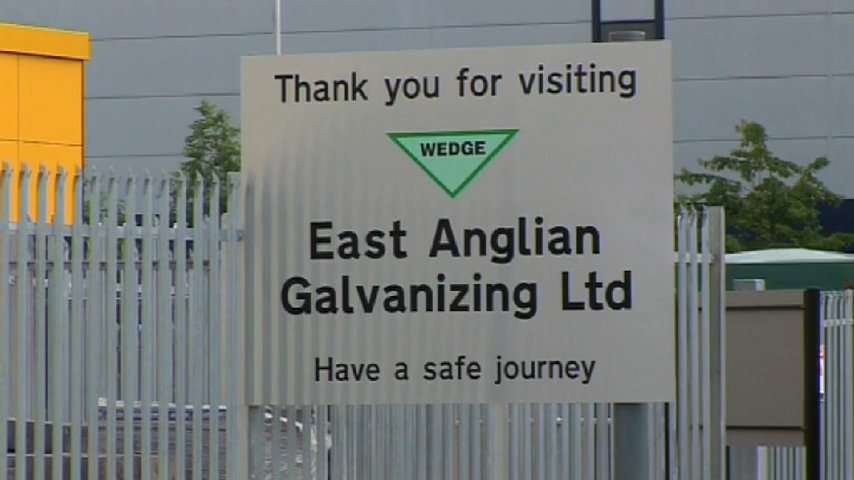 Thank you for visiting
WEDGE
East Anglian
Galvanizing Ltd
Have a safe journey